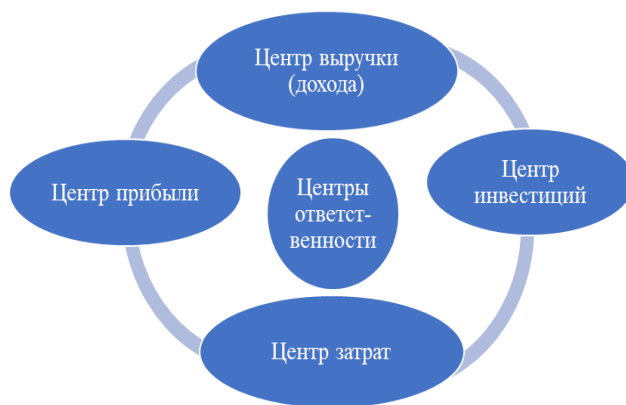 Центр выручки
(дохода)
Центр прибыли
Центры
ответст-
венности
Центр
инвестиций
Центр затрат